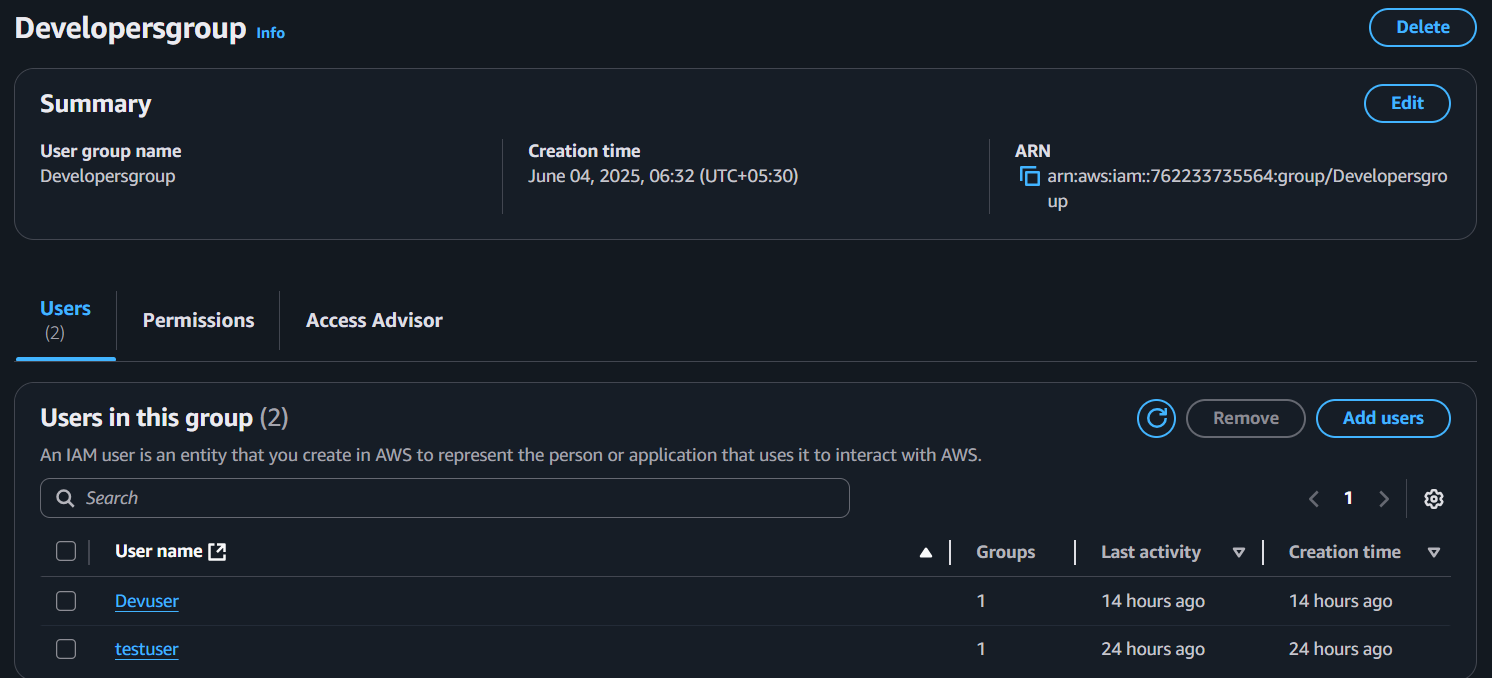 Developersgroup Info
Delete
Summary
Edit
User group name
Developersgroup
Creation time
June 04, 2025, 06:32 (UTC+05:30)
ARN
arn:aws:iam::762233735564:group/Developersgro
up
Users
(2)
Permissions
Access Advisor
Users in this group (2)
Remove
Add users
An IAM user is an entity that you create in AWS to represent the person or application that uses it to interact with AWS.
Search
1
User name Groups Last activity Creation time
Devuser 1 14 hours ago 14 hours ago
testuser 1 24 hours ago 24 hours ago